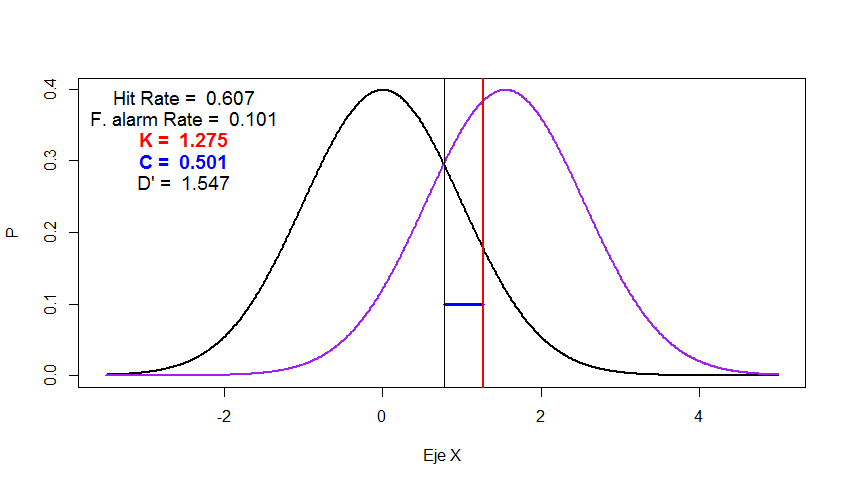 Hit Rate = 0.607
F. alarm Rate = 0.101
K = 1.275
C = 0.501
D' = 1.547
0.4
0.3
0.2
0.1
0.0
P
-2 0 2 4
Eje X